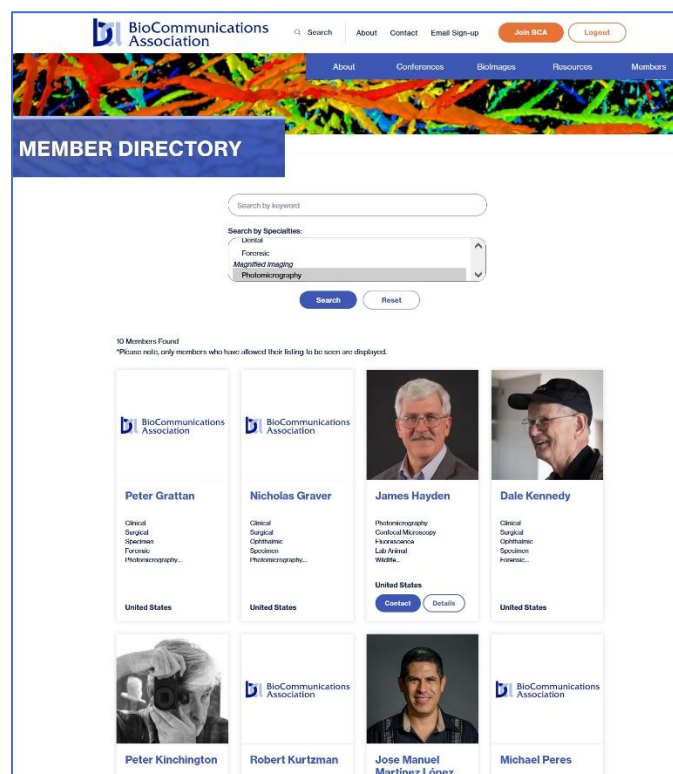 BioCommunications
Association
Search
About
Contact
Email Sign-up
Join BCA
Logout
About
Conferences
BioImages
Resources
Members
MEMBER DIRECTORY
Search by keyword
Search by Specialties:
Dental
Forensic
Magnified Imaging
Photomicrography
Search
Reset
10 Members Found
*Please note, only members who have allowed their listing to be seen are displayed.
BioCommunications
Association
Peter Grattan
Clinical
Surgical
Specimen
Forensic
Photomicrography...
United States
BioCommunications
Association
Nicholas Graver
Clinical
Surgical
Ophthalmic
Specimen
Photomicrography...
United States
James Hayden
Photomicrography
Confocal Microscopy
Fluorescence
Lab Animal
Wildlife...
United States
Contact
Details
Dale Kennedy
Clinical
Surgical
Ophthalmic
Specimen
Forensic...
United States
Peter Kinchington
BioCommunications
Association
Robert Kurtzman
Jose Manuel
Martínez López
BioCommunications
Association
Michael Peres